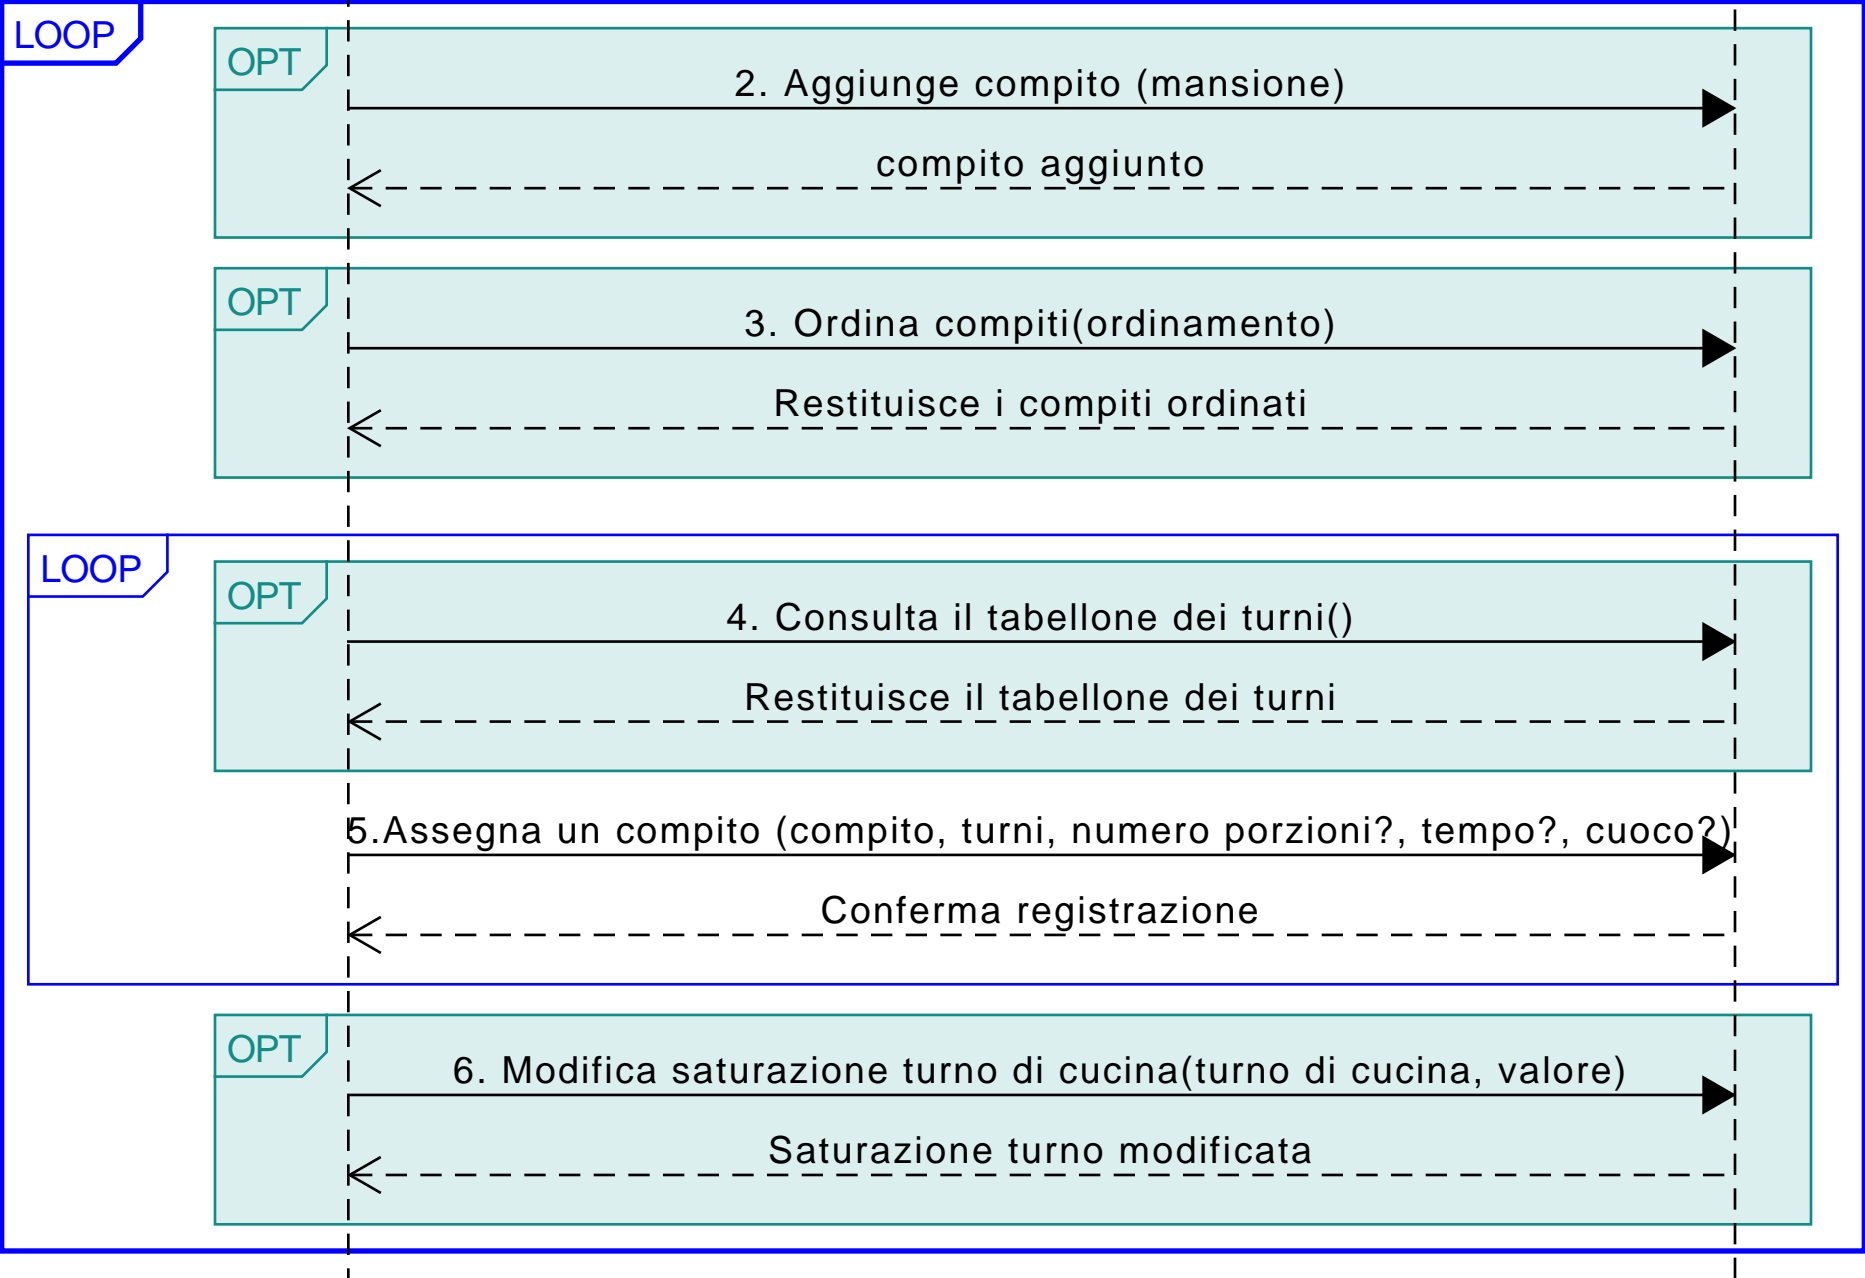 LOOP
OPT
2. Aggiunge compito (mansione)
compito aggiunto
OPT
3. Ordina compiti(ordinamento)
Restituisce i compiti ordinati
LOOP
OPT
4. Consulta il tabellone dei turni()
Restituisce il tabellone dei turni
5.Assegna un compito (compito, turni, numero porzioni?, tempo?, cuoco?)
Conferma registrazione
OPT
6. Modifica saturazione turno di cucina(turno di cucina, valore)
Saturazione turno modificata